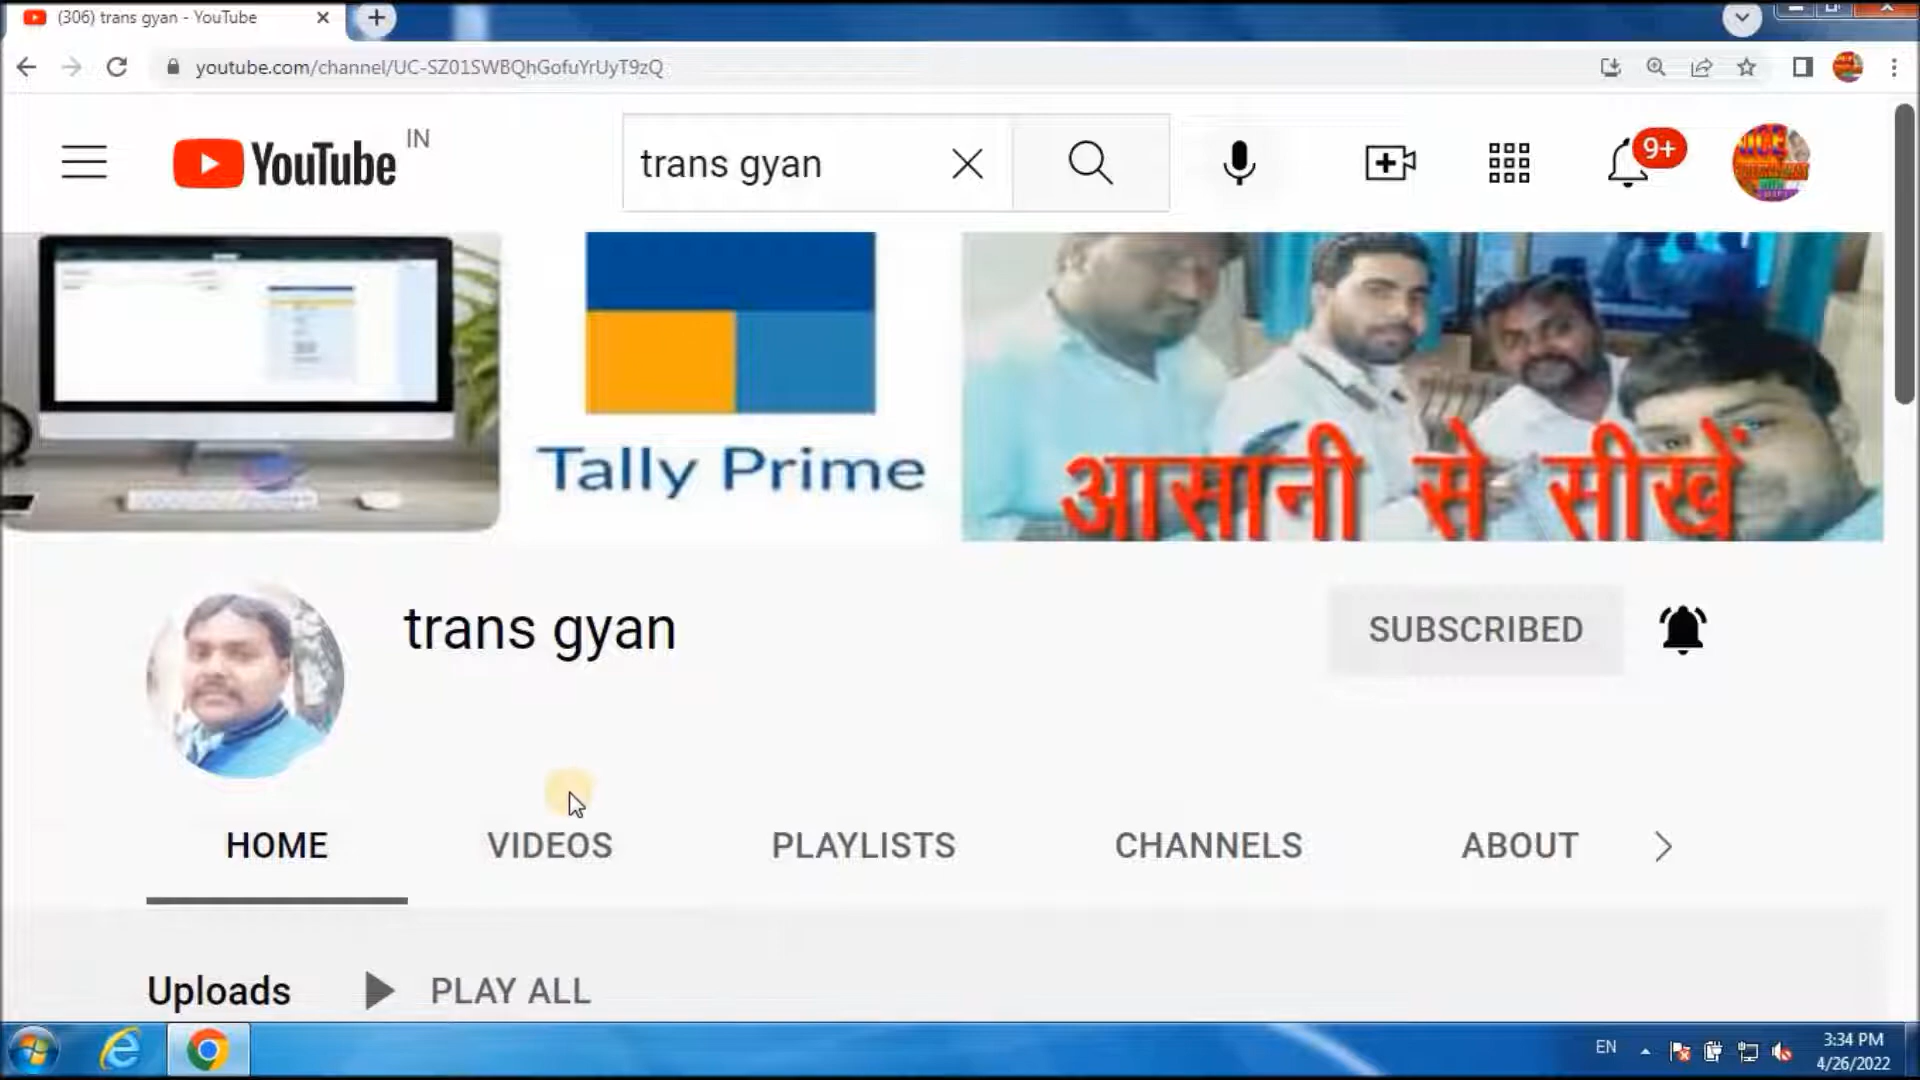 (306) trans gyan - YouTube
youtube.com/channel/UC-SZ01SWBQhGofuYrUyT9zQ
YouTube IN
trans gyan
9+
Tally Prime
आसानी से सीखें
trans gyan
SUBSCRIBED
HOME VIDEOS PLAYLISTS CHANNELS ABOUT
Uploads PLAY ALL
EN
3:34 PM
4/26/2022